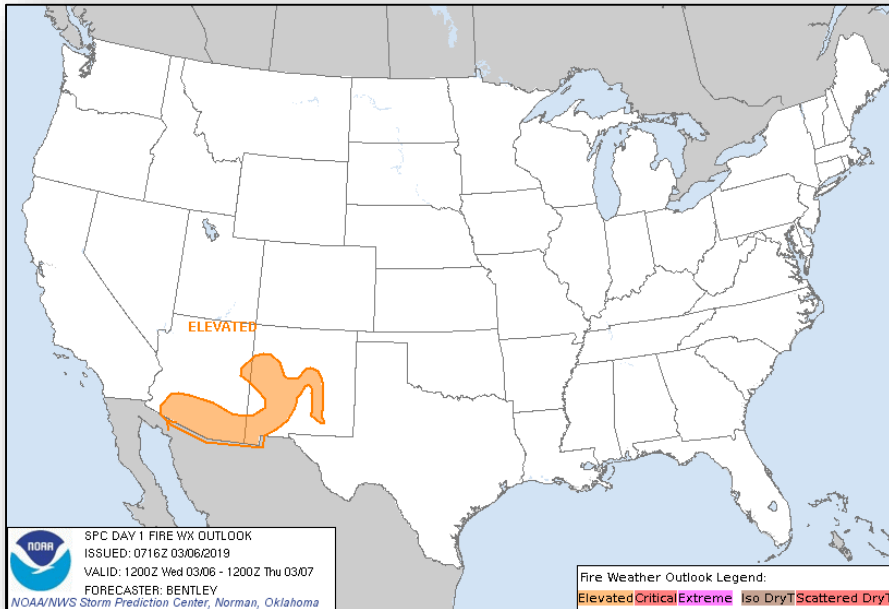 ELEVATED
SPC DAY 1 FIRE WX OUTLOOK
ISSUED: 0716Z 03/06/2019
VALID: 1200Z Wed 03/06 - 1200Z Thu 03/07
FORECASTER: BENTLEY
NOAA/NWS Storm Prediction Center, Norman, Oklahoma
NOAA
Fire Weather Outlook Legend:
Elevated Critical Extreme Iso DryT Scattered DryT